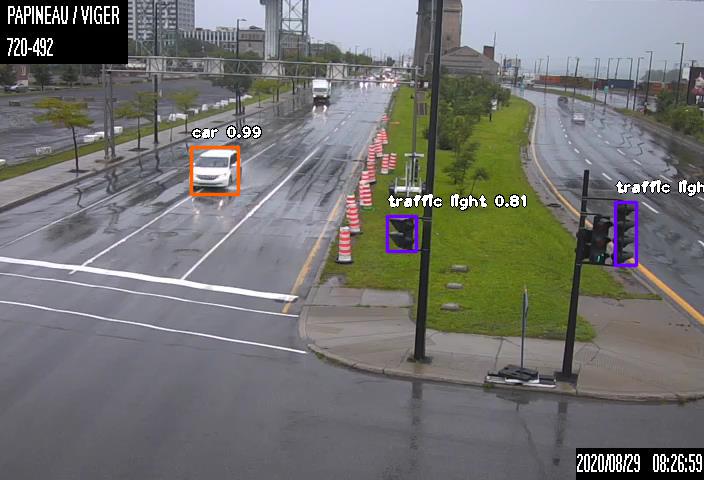 PAPINEAU / VIGER
720-492
car 0.99
traffic light 0.81
traffic ligh
2020/08/29 08:26:59